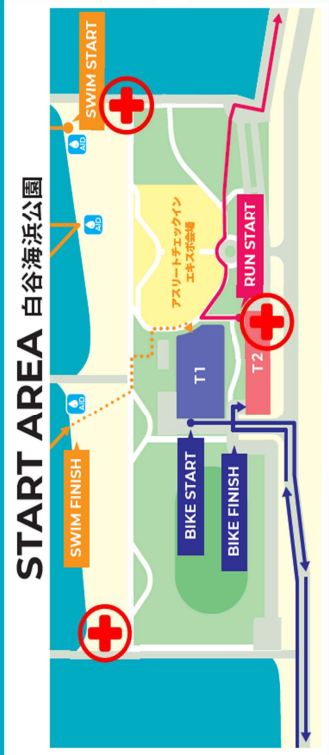 START AREA 白谷海浜公園
SWIM FINISH
AID
AID
AID
SWIM START
アスリートチェックイン
エキスポ会場
BIKE START
T1
BIKE FINISH
T2
RUN START